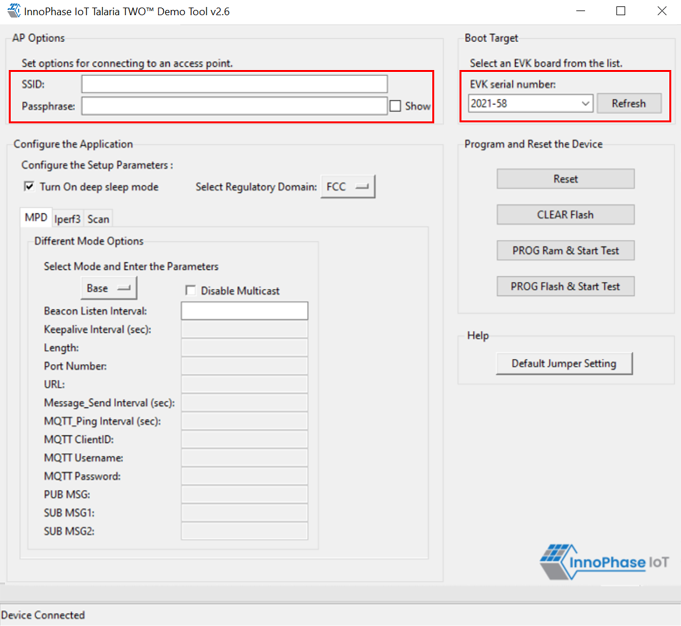 InnoPhase IoT Talaria TWO™ Demo Tool v2.6
AP Options
Set options for connecting to an access point.
SSID:
Passphrase:
Show
Boot Target
Select an EVK board from the list.
EVK serial number:
2021-58
Refresh
Configure the Application
Configure the Setup Parameters :
Turn On deep sleep mode
Select Regulatory Domain:
FCC
MPD
Iperf3
Scan
Different Mode Options
Select Mode and Enter the Parameters
Base
Disable Multicast
Beacon Listen Interval:
Keepalive Interval (sec):
Length:
Port Number:
URL:
Message_Send Interval (sec):
MQTT_Ping Interval (sec):
MQTT ClientID:
MQTT Username:
MQTT Password:
PUB MSG:
SUB MSG1:
SUB MSG2:
Program and Reset the Device
Reset
CLEAR Flash
PROG Ram & Start Test
PROG Flash & Start Test
Help
Default Jumper Setting
InnoPhase IoT
Device Connected